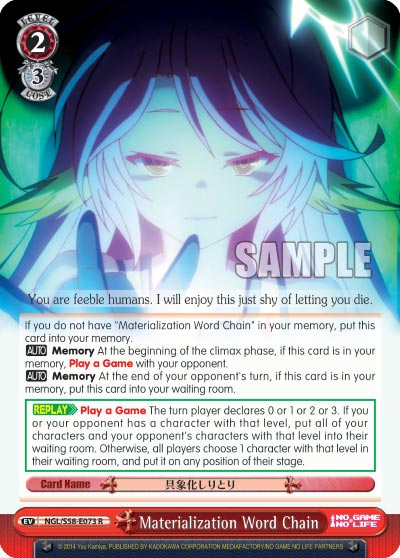 LEVEL
2
3
COST
1
SAMPLE
You are feeble humans. I will enjoy this just shy of letting you die.
If you do not have "Materialization Word Chain" in your memory, put this
card into your memory.
AUTO Memory At the beginning of the climax phase, if this card is in your
memory, Play a Game with your opponent.
AUTO Memory At the end of your opponent's turn, if this card is in your
memory, put this card into your waiting room.
REPLAY Play a Game The turn player declares 0 or 1 or 2 or 3. If you
or your opponent has a character with that level, put all of your
characters and your opponent's characters with that level into their
waiting room. Otherwise, all players choose 1 character with that level in
their waiting room, and put it on any position of their stage.
Card Name 具象化しりとり
EV NGL/S58-E073 R Materialization Word Chain NO GAME NO LIFE
© 2014 Yuu Kamiya, PUBLISHED BY KADOKAWA CORPORATION MEDIAFACTORY/NO GAME NO LIFE PARTNERS